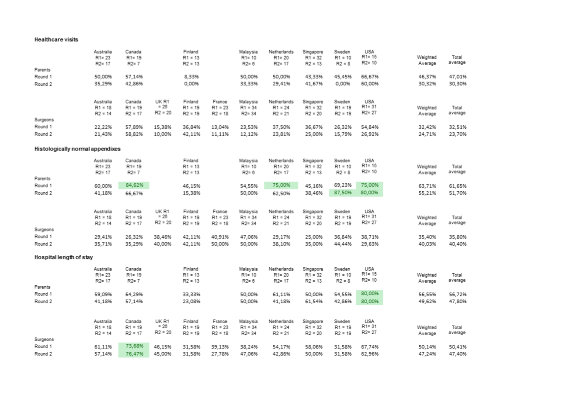 Healthcare visits
Australia Canada Finland Malaysia Netherlands Singapore Sweden USA
R1= 23 R1= 19 R1 = 13 R1= 10 R1= 20 R1 = 32 R1= 10 R1= 15 Weighted Total
R2= 17 R2= 7 R2 = 13 R2= 6 R2= 17 R2 = 13 R2 = 8 R2= 10 Average Average
Parents
Round 1 50,00% 57,14% 8,33% 50,00% 50,00% 43,33% 45,45% 66,67% 46,37% 47,01%
Round 2 35,29% 42,86% 0,00% 33,33% 29,41% 41,67% 0,00% 60,00% 30,32% 30,30%
Australia Canada UK R1 Finland France Malaysia Netherlands Singapore Sweden USA
R1 = 18 R1 = 19 = 28 R1 = 19 R1 = 23 R1 = 34 R1 = 24 R1 = 32 R1 = 19 R1= 31 Weighted Total
R2 = 14 R2 = 17 R2 = 20 R2 = 19 R2 = 18 R2= 34 R2 = 21 R2 = 20 R2 = 19 R2= 27 Average Average
Surgeons
Round 1 22,22% 57,89% 15,38% 36,84% 13,04% 23,53% 37,50% 36,67% 26,32% 54,84% 32,42% 32,51%
Round 2 21,43% 58,82% 10,00% 42,11% 11,11% 12,12% 23,81% 25,00% 15,79% 26,92% 24,71% 23,70%
Histologically normal appendixes
Australia Canada Finland Malaysia Netherlands Singapore Sweden USA
R1= 23 R1= 19 R1 = 13 R1= 10 R1= 20 R1 = 32 R1= 10 R1= 15 Weighted Total
R2= 17 R2= 7 R2 = 13 R2= 6 R2= 17 R2 = 13 R2 = 8 R2= 10 Average Average
Parents
Round 1 60,00% 84,62% 46,15% 54,55% 75,00% 45,16% 69,23% 75,00% 63,71% 61,65%
Round 2 41,18% 66,67% 15,38% 50,00% 62,50% 38,46% 87,50% 80,00% 55,21% 51,70%
Australia Canada UK R1 Finland France Malaysia Netherlands Singapore Sweden USA
R1 = 18 R1 = 19 = 28 R1 = 19 R1 = 23 R1 = 34 R1 = 24 R1 = 32 R1 = 19 R1= 31 Weighted Total
R2 = 14 R2 = 17 R2 = 20 R2 = 19 R2 = 18 R2= 34 R2 = 21 R2 = 20 R2 = 19 R2= 27 Average Average
Surgeons
Round 1 29,41% 26,32% 38,46% 42,11% 40,91% 47,06% 29,17% 25,00% 36,84% 38,71% 35,40% 35,80%
Round 2 35,71% 35,29% 40,00% 42,11% 50,00% 50,00% 38,10% 35,00% 44,44% 29,63% 40,03% 40,40%
Hospital length of stay
Australia Canada Finland Malaysia Netherlands Singapore Sweden USA
R1= 23 R1= 19 R1 = 13 R1= 10 R1= 20 R1 = 32 R1= 10 R1= 15 Weighted Total
R2= 17 R2= 7 R2 = 13 R2= 6 R2= 17 R2 = 13 R2 = 8 R2= 10 Average Average
Parents
Round 1 59,09% 64,29% 33,33% 50,00% 61,11% 50,00% 54,55% 80,00% 56,55% 56,72%
Round 2 41,18% 57,14% 23,08% 50,00% 41,18% 61,54% 42,86% 80,00% 49,62% 47,80%
Australia Canada UK R1 Finland France Malaysia Netherlands Singapore Sweden USA
R1 = 18 R1 = 19 = 28 R1 = 19 R1 = 23 R1 = 34 R1 = 24 R1 = 32 R1 = 19 R1= 31 Weighted Total
R2 = 14 R2 = 17 R2 = 20 R2 = 19 R2 = 18 R2= 34 R2 = 21 R2 = 20 R2 = 19 R2= 27 Average Average
Surgeons
Round 1 61,11% 73,68% 46,15% 31,58% 39,13% 38,24% 54,17% 58,06% 31,58% 67,74% 50,14% 50,41%
Round 2 57,14% 76,47% 45,00% 31,58% 27,78% 47,06% 42,86% 50,00% 31,58% 62,96% 47,24% 47,40%